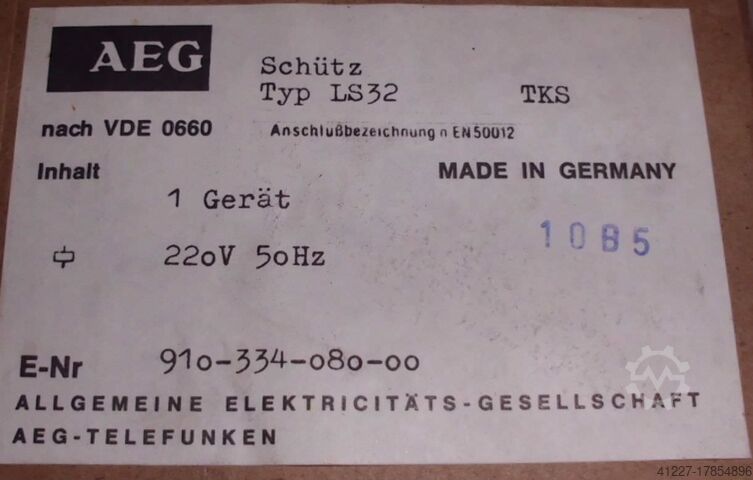 AEG
Schütz
Typ LS32 TKS
nach VDE 0660 Anschlußbezeichnung n EN50012
Inhalt MADE IN GERMANY
1 Gerät
1085
220V 50Hz
E-Nr 910-334-080-00
ALLGEMEINE ELEKTRICITÄTS-GESELLSCHAFT
AEG-TELEFUNKEN
41227-17854896